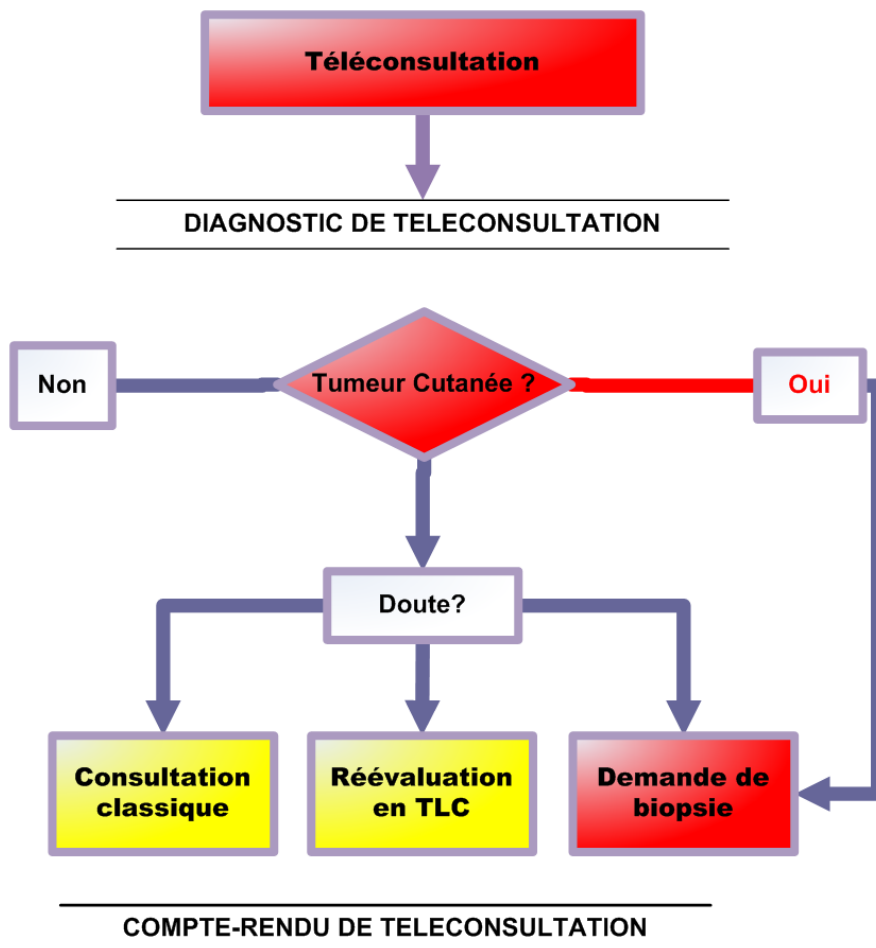 Téléconsultation
DIAGNOSTIC DE TELECONSULTATION
Non
Tumeur Cutanée ?
Oui
Doute?
Consultation
classique
Réévaluation
en TLC
Demande de
biopsie
COMPTE-RENDU DE TELECONSULTATION